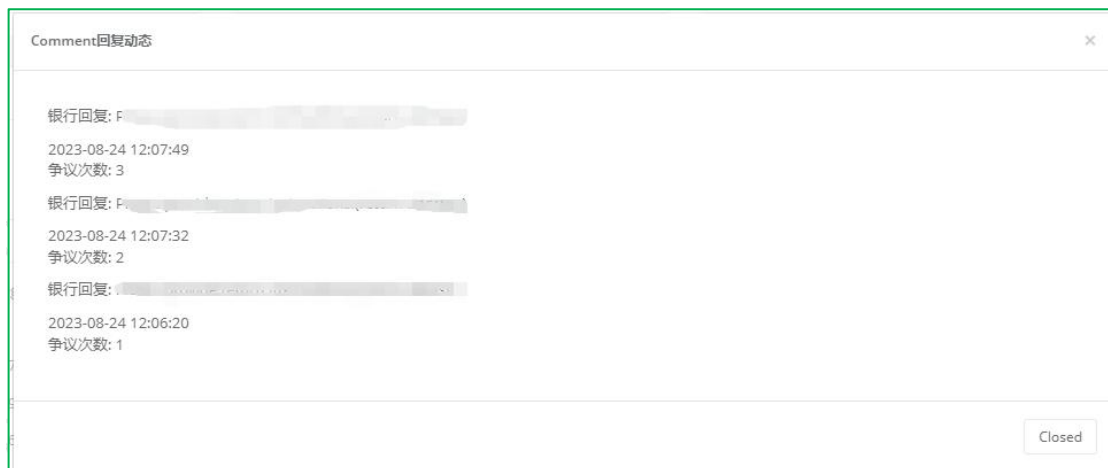 Comment回复动态
×
银行回复:
2023-08-24 12:07:49
争议次数: 3
银行回复:
2023-08-24 12:07:32
争议次数: 2
银行回复:
2023-08-24 12:06:20
争议次数: 1
Closed